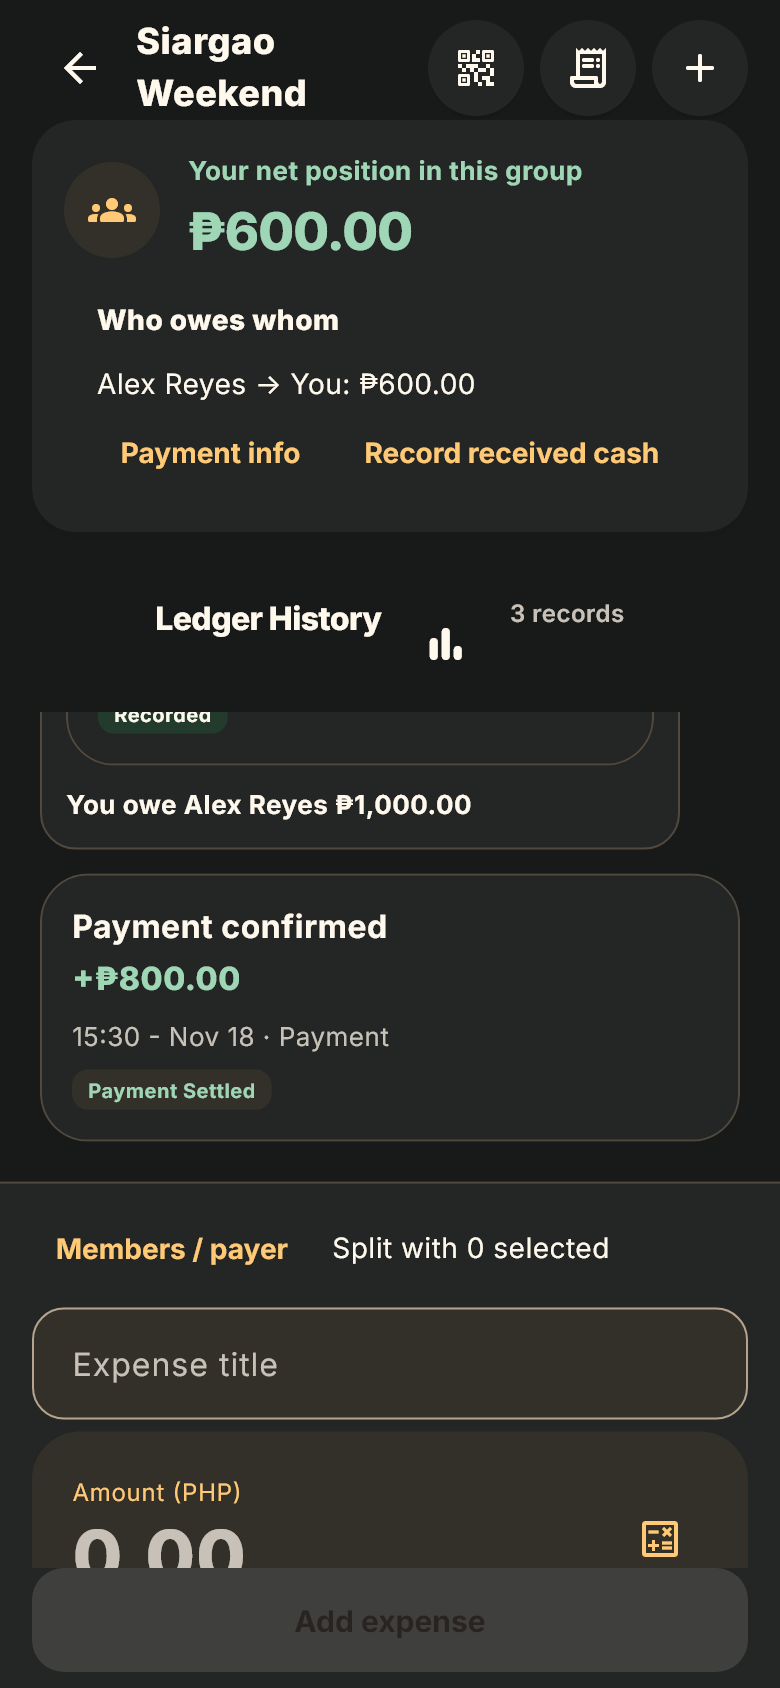 Siargao
Weekend
Your net position in this group
₱600.00
Who owes whom
Alex Reyes → You: ₱600.00
Payment info
Record received cash
Ledger History
3 records
Recorded
You owe Alex Reyes ₱1,000.00
Payment confirmed
+₱800.00
15:30 - Nov 18 · Payment
Payment Settled
Members / payer
Split with 0 selected
Expense title
Amount (PHP)
0.00
Add expense